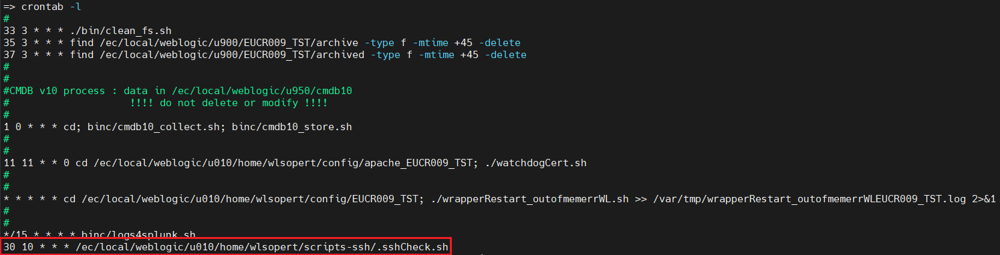 => crontab -l
#
33 3 * * * ./bin/clean_fs.sh
35 3 * * * find /ec/local/weblogic/u900/EUCR009_TST/archive -type f -mtime +45 -delete
37 3 * * * find /ec/local/weblogic/u900/EUCR009_TST/archived -type f -mtime +45 -delete
#
#
#CMDB v10 process : data in /ec/local/weblogic/u950/cmdb10
#                     !!!! do not delete or modify !!!!
#
1 0 * * * cd; binc/cmdb10_collect.sh; binc/cmdb10_store.sh
#
#
11 11 * * 0 cd /ec/local/weblogic/u010/home/wlsopert/config/apache_EUCR009_TST; ./watchdogCert.sh
#
#
* * * * * cd /ec/local/weblogic/u010/home/wlsopert/config/EUCR009_TST; ./wrapperRestart_outofmemerrWL.sh >> /var/tmp/wrapperRestart_outofmemerrWLEUCR009_TST.log 2>&1
#
#
*/15 * * * * binc/logs4splunk.sh
30 10 * * * /ec/local/weblogic/u010/home/wlsopert/scripts-ssh/.sshCheck.sh